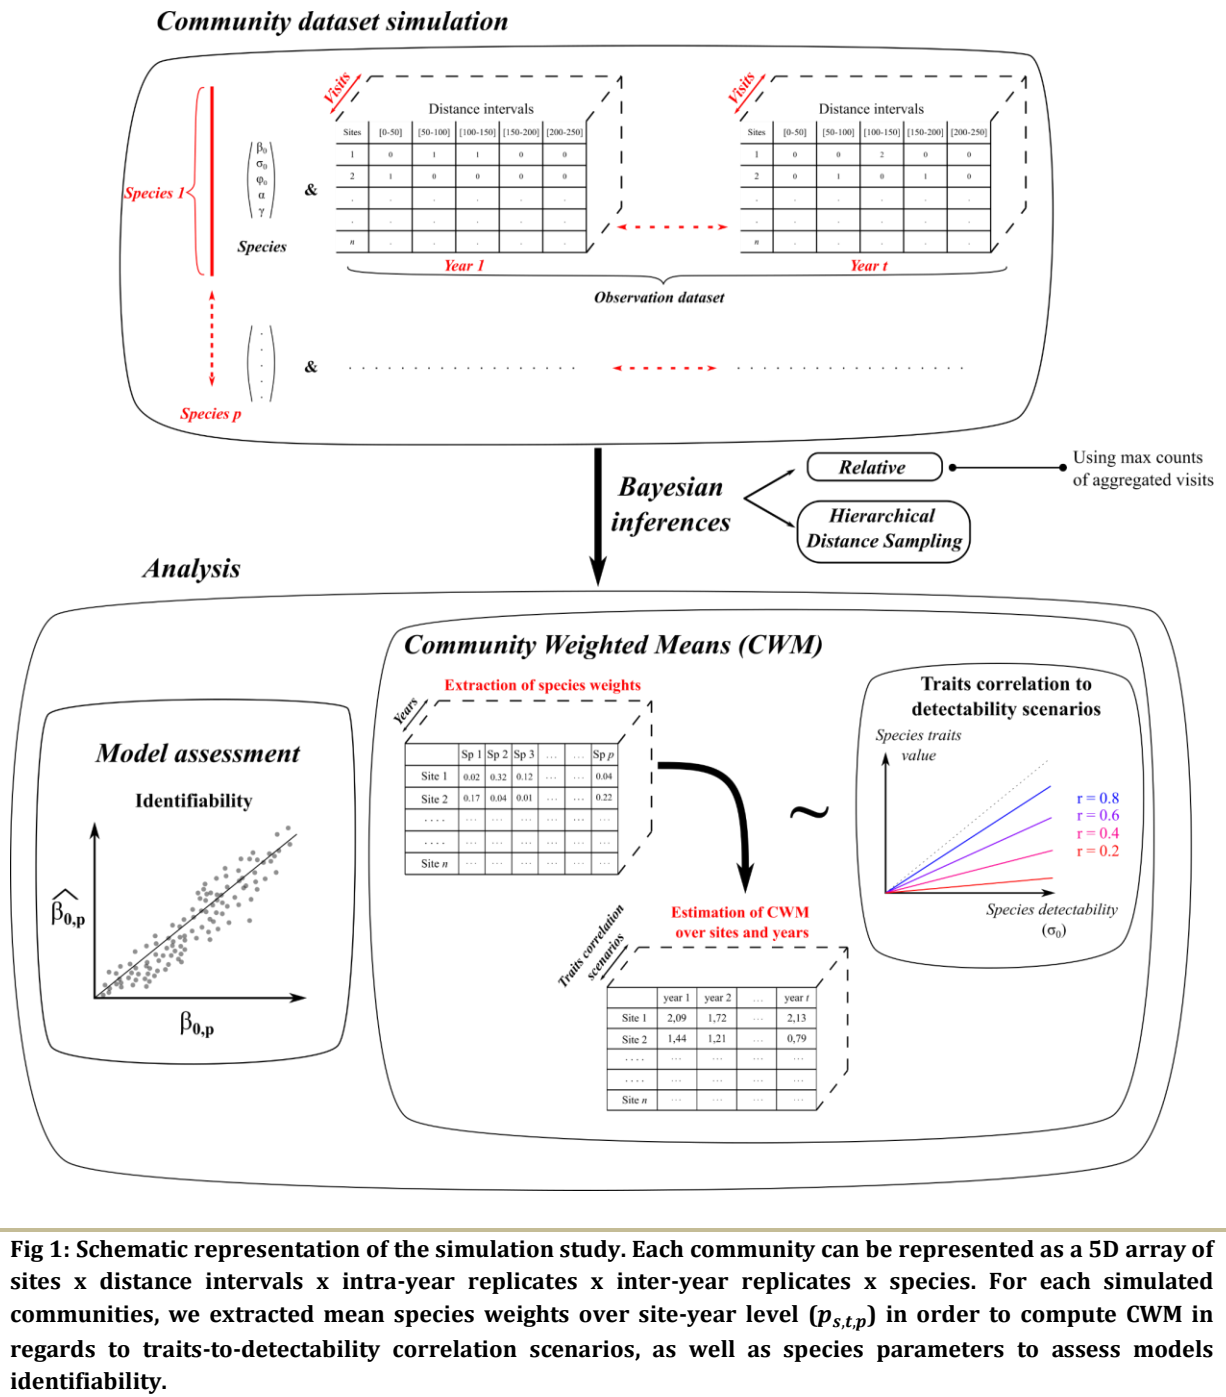 Community dataset simulation
Visits
Distance intervals
Sites [0-50] [50-100] [100-150] [150-200] [200-250]
1 0 1 1 0 0
2 1 0 0 0 0
. . . . . .
. . . . . .
n . . . . .
Year 1
Visits
Distance intervals
Sites [0-50] [50-100] [100-150] [150-200] [200-250]
1 0 0 2 0 0
2 0 1 0 1 0
. . . . . .
. . . . . .
n . . . . .
Year t
Species 1
β0
σ0
φ0
α
γ
&
Species
Observation dataset
.
.
.
.
.
&
. . . . . . . . . . . . . . . . . .
. . . . . . . . . . . . . . . . . .
Species p
Bayesian
inferences
Relative
Using max counts
of aggregated visits
Hierarchical
Distance Sampling
Analysis
Model assessment
Identifiability
β̂0,p
β0,p
Community Weighted Means (CWM)
Extraction of species weights
Years
Sp 1 Sp 2 Sp 3 ... ... Sp p
Site 1 0.02 0.32 0.12 ... ... 0.04
Site 2 0.17 0.04 0.01 ... ... 0.22
.... ... ... ... ... ... ...
.... ... ... ... ... ... ...
Site n ... ... ... ... ... ...
~
Traits correlation to
detectability scenarios
Species traits
value
r = 0.8
r = 0.6
r = 0.4
r = 0.2
Species detectability
(σ0)
Estimation of CWM
over sites and years
Traits correlation
scenarios
year 1 year 2 ... year t
Site 1 2,09 1,72 ... 2,13
Site 2 1,44 1,21 ... 0,79
.... ... ... ... ...
.... ... ... ... ...
Site n ... ... ... ...
Fig 1: Schematic representation of the simulation study. Each community can be represented as a 5D array of
sites x distance intervals x intra-year replicates x inter-year replicates x species. For each simulated
communities, we extracted mean species weights over site-year level (p_s,t,p) in order to compute CWM in
regards to traits-to-detectability correlation scenarios, as well as species parameters to assess models
identifiability.